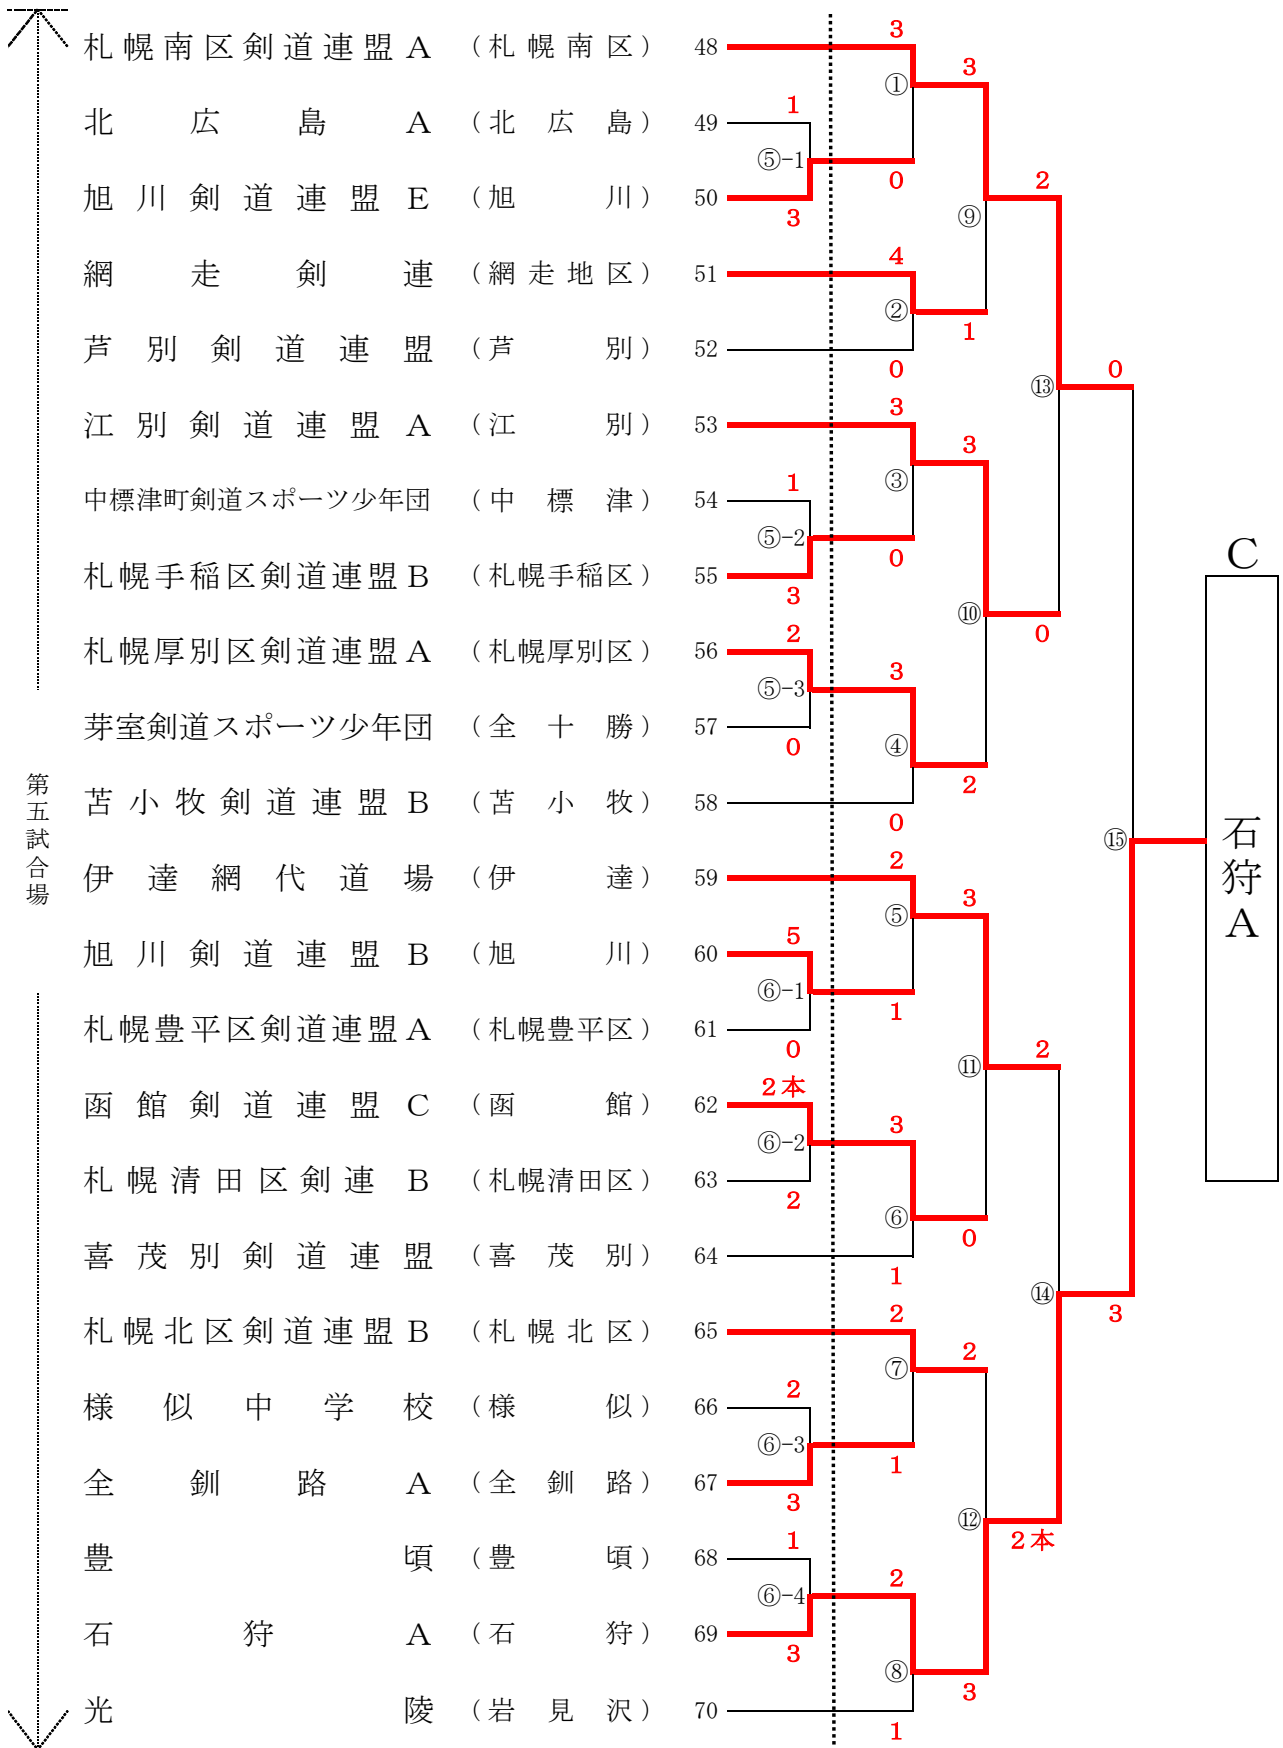 札幌南区剣道連盟A （札幌南区） 48
北広島A （北広島） 49
旭川剣道連盟E （旭川） 50
網走剣連 （網走地区） 51
芦別剣道連盟 （芦別） 52
江別剣道連盟A （江別） 53
中標津町剣道スポーツ少年団 （中標津） 54
札幌手稲区剣道連盟B （札幌手稲区） 55
札幌厚別区剣道連盟A （札幌厚別区） 56
芽室剣道スポーツ少年団 （全十勝） 57
苫小牧剣道連盟B （苫小牧） 58
伊達網代道場 （伊達） 59
旭川剣道連盟B （旭川） 60
札幌豊平区剣道連盟A （札幌豊平区） 61
函館剣道連盟C （函館） 62
札幌清田区剣連B （札幌清田区） 63
喜茂別剣道連盟 （喜茂別） 64
札幌北区剣道連盟B （札幌北区） 65
様似中学校 （様似） 66
全釧路A （全釧路） 67
豊頃 （豊頃） 68
石狩A （石狩） 69
光陵 （岩見沢） 70
第五試合場
1
⑤-1
3
1
⑤-2
3
2
⑤-3
0
5
⑥-1
0
2本
⑥-2
2
2
⑥-3
3
1
⑥-4
3
3
①
0
4
②
0
3
③
0
3
④
0
2
⑤
1
3
⑥
1
2
⑦
1
2
⑧
1
3
⑨
1
3
⑩
2
3
⑪
0
2
⑫
3
2
⑬
0
2
⑭
2本
0
⑮
3
C
石狩A